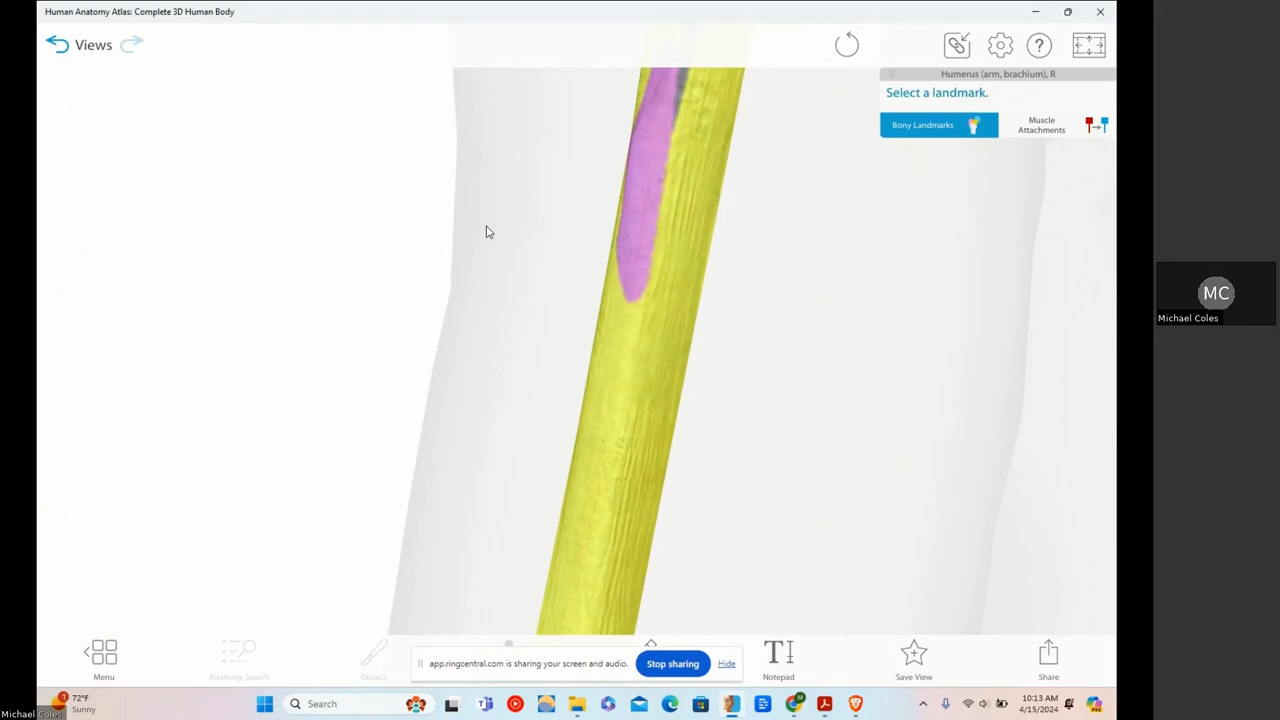 Human Anatomy Atlas: Complete 3D Human Body
Views
Humerus (arm, brachium), R
Select a landmark.
Bony Landmarks
Muscle
Attachments
MC
Michael Coles
Menu
Anatomy Search
Dissect
app.ringcentral.com is sharing your screen and audio.
Stop sharing
Hide
Notepad
Save View
Share
1
72°F
Sunny
Search
10:13 AM
4/15/2024
Michael Coles